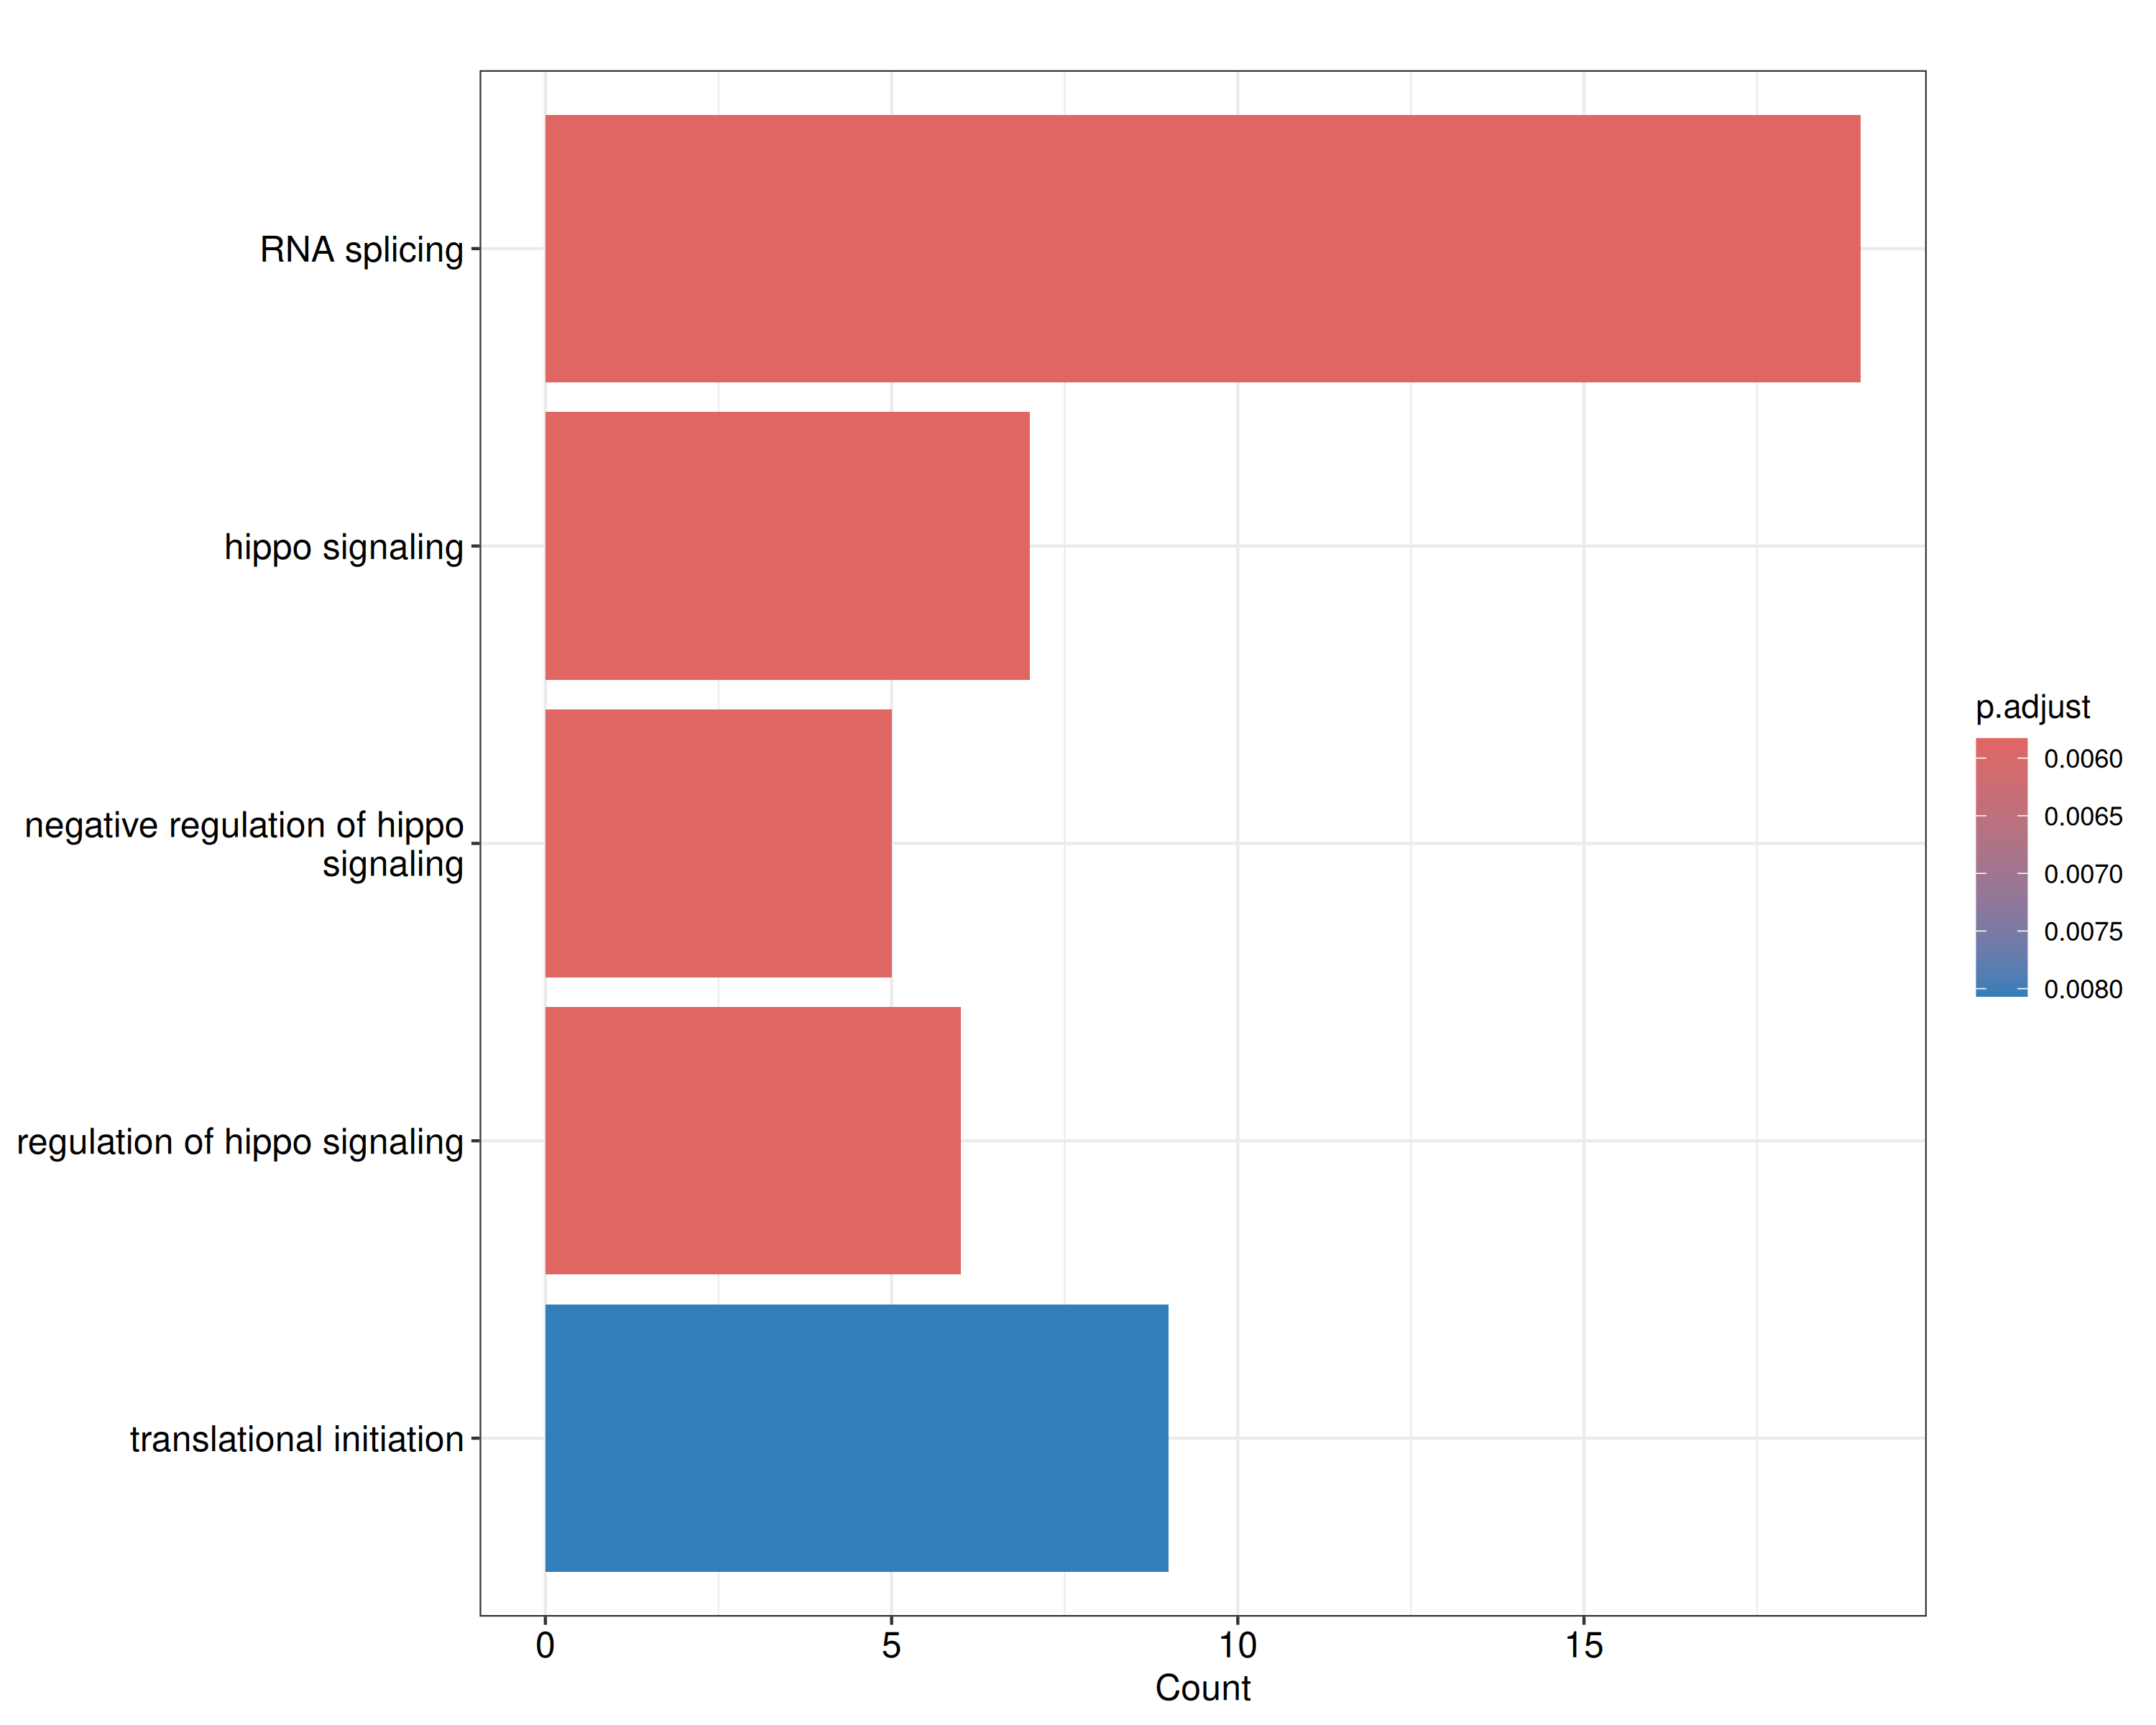 RNA splicing
hippo signaling
negative regulation of hippo
signaling
regulation of hippo signaling
translational initiation
0
5
10
15
Count
p.adjust
0.0060
0.0065
0.0070
0.0075
0.0080